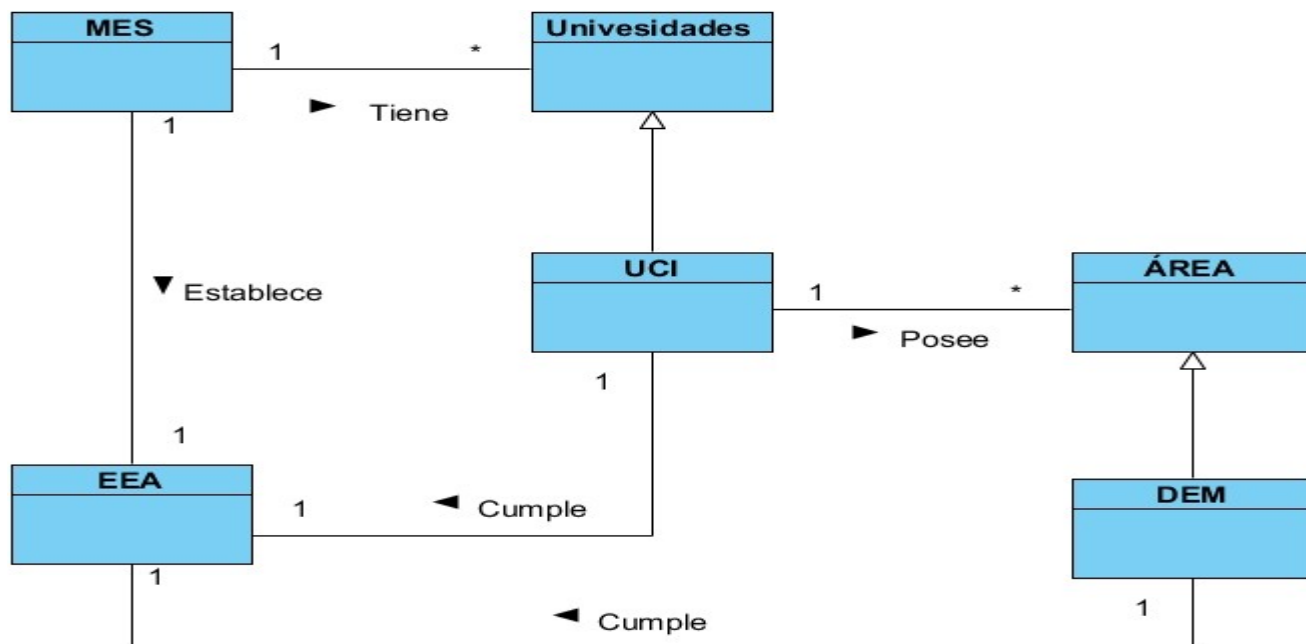 MES
Univesidades
1
*
Tiene
1
Establece
UCI
ÁREA
1
*
Posee
1
1
EEA
DEM
1
Cumple
1
1
Cumple